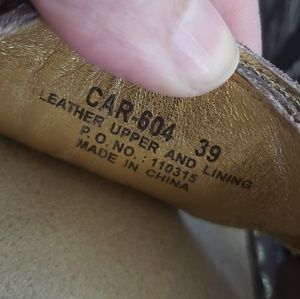 CAR-604 39
LEATHER UPPER AND LINING
P. O. NO. : 110315
MADE IN CHINA